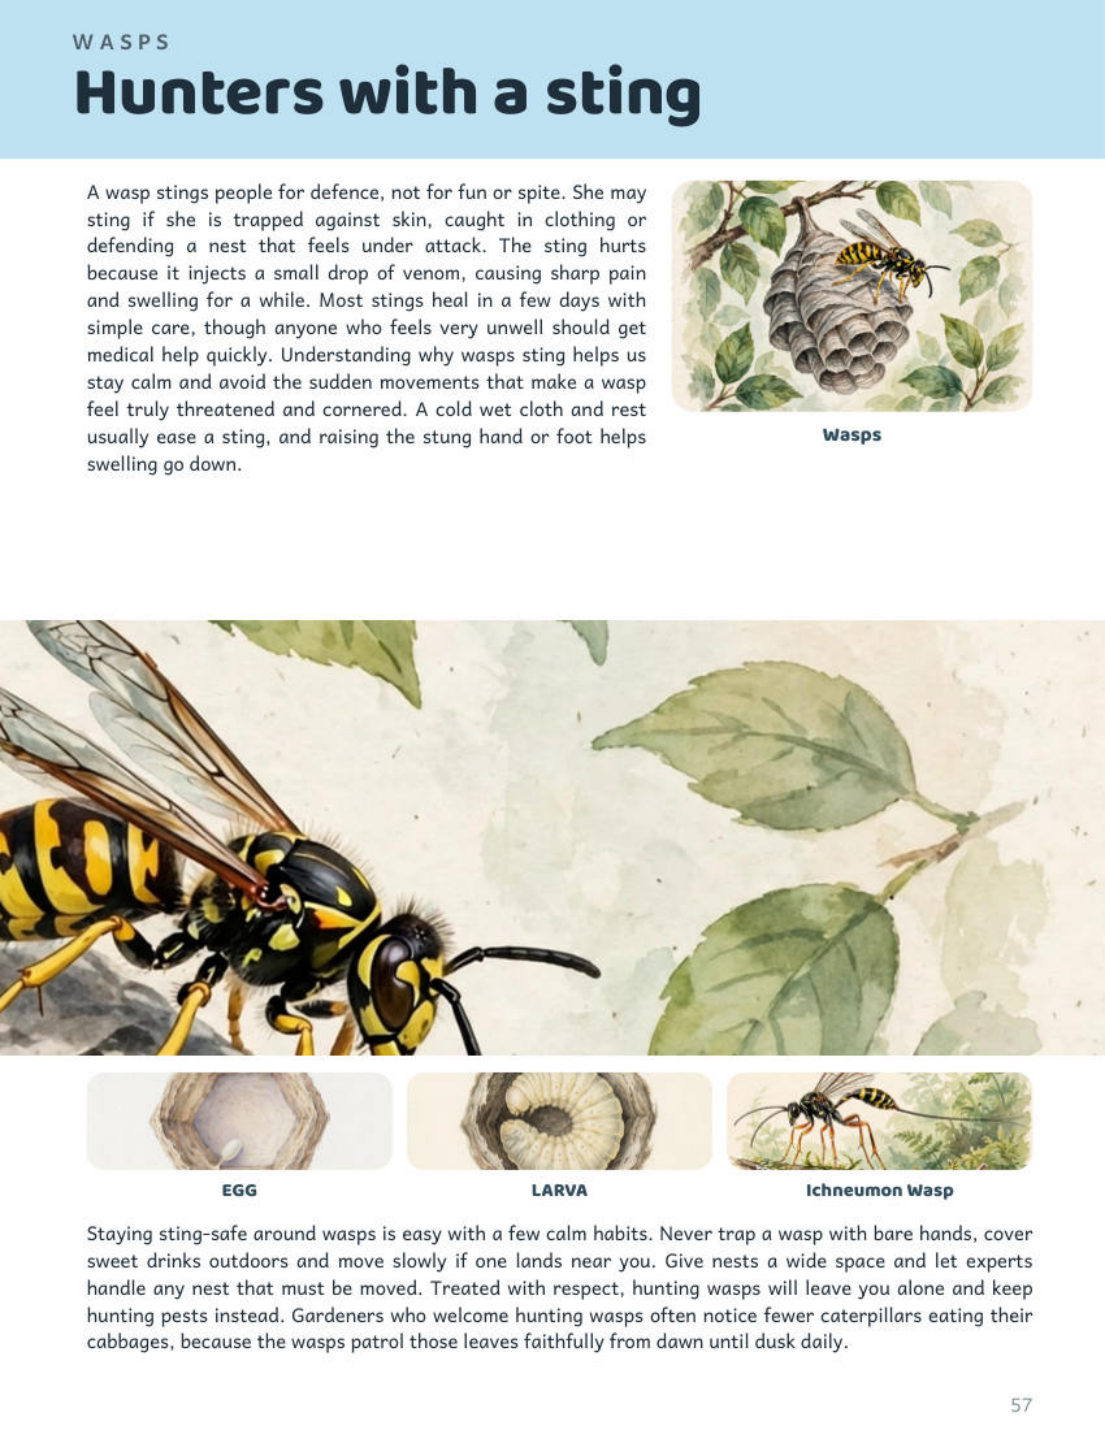 WASPS
Hunters with a sting
A wasp stings people for defence, not for fun or spite. She may
sting if she is trapped against skin, caught in clothing or
defending a nest that feels under attack. The sting hurts
because it injects a small drop of venom, causing sharp pain
and swelling for a while. Most stings heal in a few days with
simple care, though anyone who feels very unwell should get
medical help quickly. Understanding why wasps sting helps us
stay calm and avoid the sudden movements that make a wasp
feel truly threatened and cornered. A cold wet cloth and rest
usually ease a sting, and raising the stung hand or foot helps
swelling go down.
Wasps
EGG
LARVA
Ichneumon Wasp
Staying sting-safe around wasps is easy with a few calm habits. Never trap a wasp with bare hands, cover
sweet drinks outdoors and move slowly if one lands near you. Give nests a wide space and let experts
handle any nest that must be moved. Treated with respect, hunting wasps will leave you alone and keep
hunting pests instead. Gardeners who welcome hunting wasps often notice fewer caterpillars eating their
cabbages, because the wasps patrol those leaves faithfully from dawn until dusk daily.
57